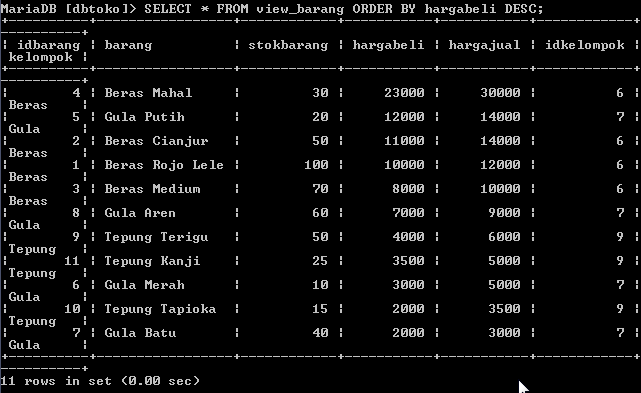 MariaDB [dbtoko]> SELECT * FROM view_barang ORDER BY hargabeli DESC;
+----------+-----------------+------------+-----------+-----------+------------+
-----------+
¦ idbarang ¦ barang          ¦ stokbarang ¦ hargabeli ¦ hargajual ¦ idkelompok ¦
 kelompok ¦
+----------+-----------------+------------+-----------+-----------+------------+
-----------+
¦        4 ¦ Beras Mahal     ¦         30 ¦     23000 ¦     30000 ¦          6 ¦
 Beras    ¦
¦        5 ¦ Gula Putih      ¦         20 ¦     12000 ¦     14000 ¦          7 ¦
 Gula     ¦
¦        2 ¦ Beras Cianjur   ¦         50 ¦     11000 ¦     14000 ¦          6 ¦
 Beras    ¦
¦        1 ¦ Beras Rojo Lele ¦        100 ¦     10000 ¦     12000 ¦          6 ¦
 Beras    ¦
¦        3 ¦ Beras Medium    ¦         70 ¦      8000 ¦     10000 ¦          6 ¦
 Beras    ¦
¦        8 ¦ Gula Aren       ¦         60 ¦      7000 ¦      9000 ¦          7 ¦
 Gula     ¦
¦        9 ¦ Tepung Terigu   ¦         50 ¦      4000 ¦      6000 ¦          9 ¦
 Tepung   ¦
¦       11 ¦ Tepung Kanji    ¦         25 ¦      3500 ¦      5000 ¦          9 ¦
 Tepung   ¦
¦        6 ¦ Gula Merah      ¦         10 ¦      3000 ¦      5000 ¦          7 ¦
 Gula     ¦
¦       10 ¦ Tepung Tapioka  ¦         15 ¦      2000 ¦      3500 ¦          9 ¦
 Tepung   ¦
¦        7 ¦ Gula Batu       ¦         40 ¦      2000 ¦      3000 ¦          7 ¦
 Gula     ¦
+----------+-----------------+------------+-----------+-----------+------------+
-----------+
11 rows in set (0.00 sec)